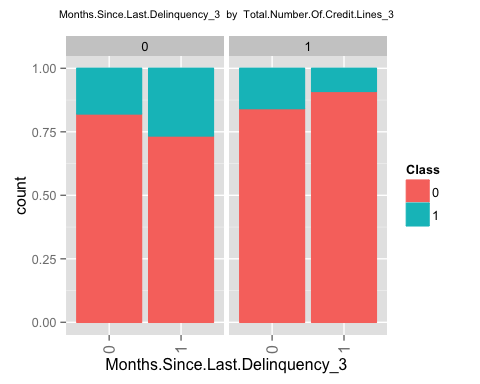 Months.Since.Last.Delinquency_3 by Total.Number.Of.Credit.Lines_3
0 1
1.00
0.75
0.50
0.25
0.00
count
0 1 0 1
Months.Since.Last.Delinquency_3
Class
0
1